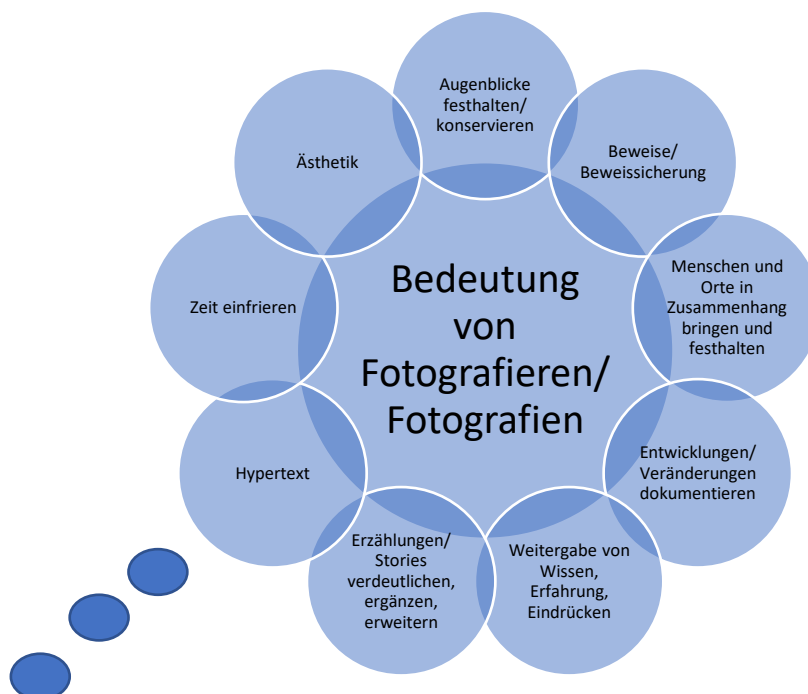 Augenblicke
festhalten/
konservieren
Beweise/
Beweissicherung
Menschen und
Orte in
Zusammenhang
bringen und
festhalten
Entwicklungen/
Veränderungen
dokumentieren
Weitergabe von
Wissen,
Erfahrung,
Eindrücken
Erzählungen/
Stories
verdeutlichen,
ergänzen,
erweitern
Hypertext
Zeit einfrieren
Ästhetik
Bedeutung
von
Fotografieren/
Fotografien